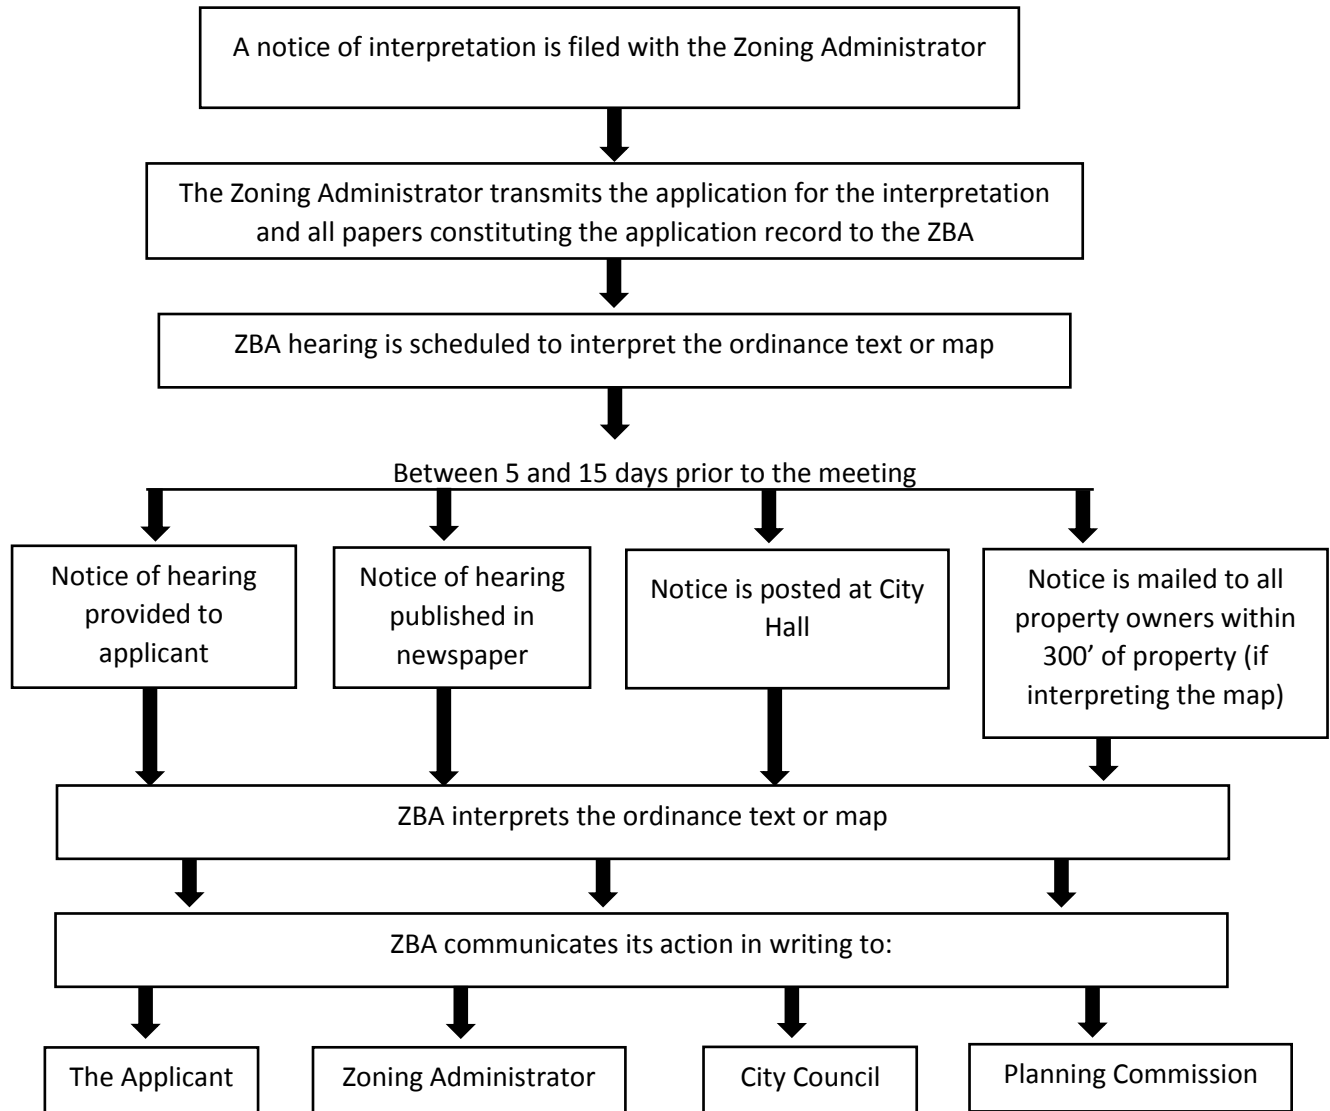 A notice of interpretation is filed with the Zoning Administrator
The Zoning Administrator transmits the application for the interpretation
and all papers constituting the application record to the ZBA
ZBA hearing is scheduled to interpret the ordinance text or map
Between 5 and 15 days prior to the meeting
Notice of hearing
provided to
applicant
Notice of hearing
published in
newspaper
Notice is posted at City
Hall
Notice is mailed to all
property owners within
300’ of property (if
interpreting the map)
ZBA interprets the ordinance text or map
ZBA communicates its action in writing to:
The Applicant
Zoning Administrator
City Council
Planning Commission